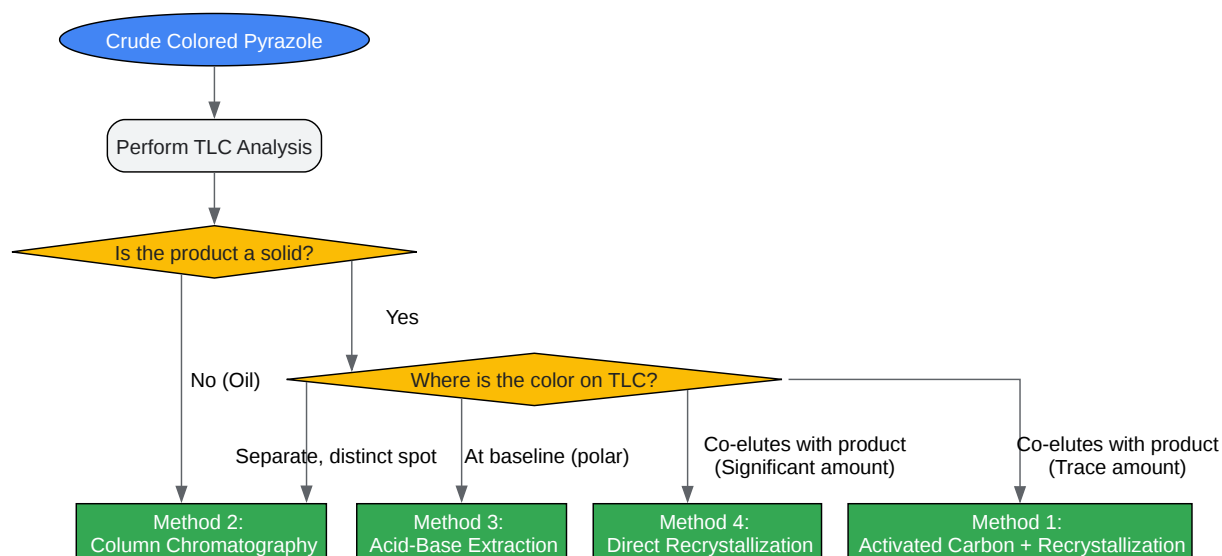 Crude Colored Pyrazole
Perform TLC Analysis
Is the product a solid?
Yes
No (Oil)
Where is the color on TLC?
Separate, distinct spot
At baseline (polar)
Co-elutes with product
(Significant amount)
Co-elutes with product
(Trace amount)
Method 2:
Column Chromatography
Method 3:
Acid-Base Extraction
Method 4:
Direct Recrystallization
Method 1:
Activated Carbon + Recrystallization